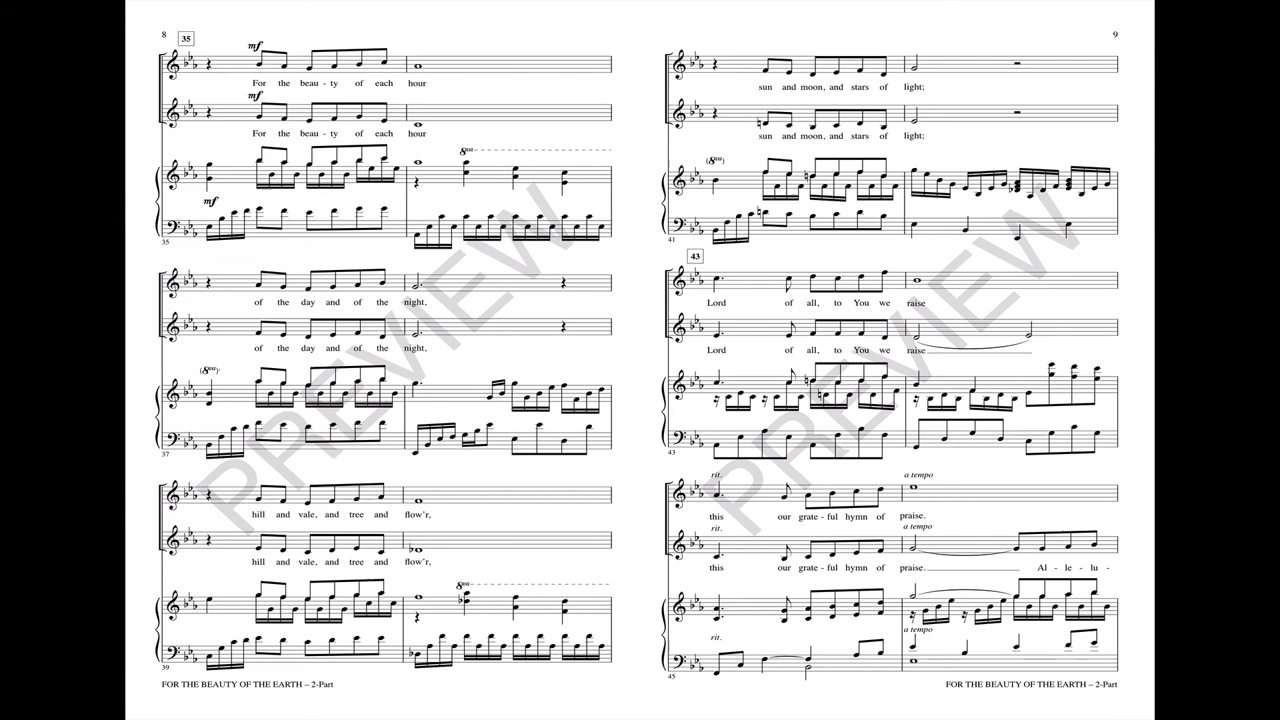 8
35
mf
For the beau - ty of each hour
mf
For the beau - ty of each hour
8va
mf
35
of the day and of the night,
of the day and of the night,
(8va)
37
hill and vale, and tree and flow'r,
hill and vale, and tree and flow'r,
8va
39
FOR THE BEAUTY OF THE EARTH – 2-Part
9
sun and moon, and stars of light;
sun and moon, and stars of light;
(8va)
41
43
Lord of all, to You we raise
Lord of all, to You we raise
43
rit. a tempo
this our grate - ful hymn of praise.
rit. a tempo
this our grate - ful hymn of praise. Al - le - lu -
rit. a tempo
45
FOR THE BEAUTY OF THE EARTH – 2-Part
PREVIEW
PREVIEW